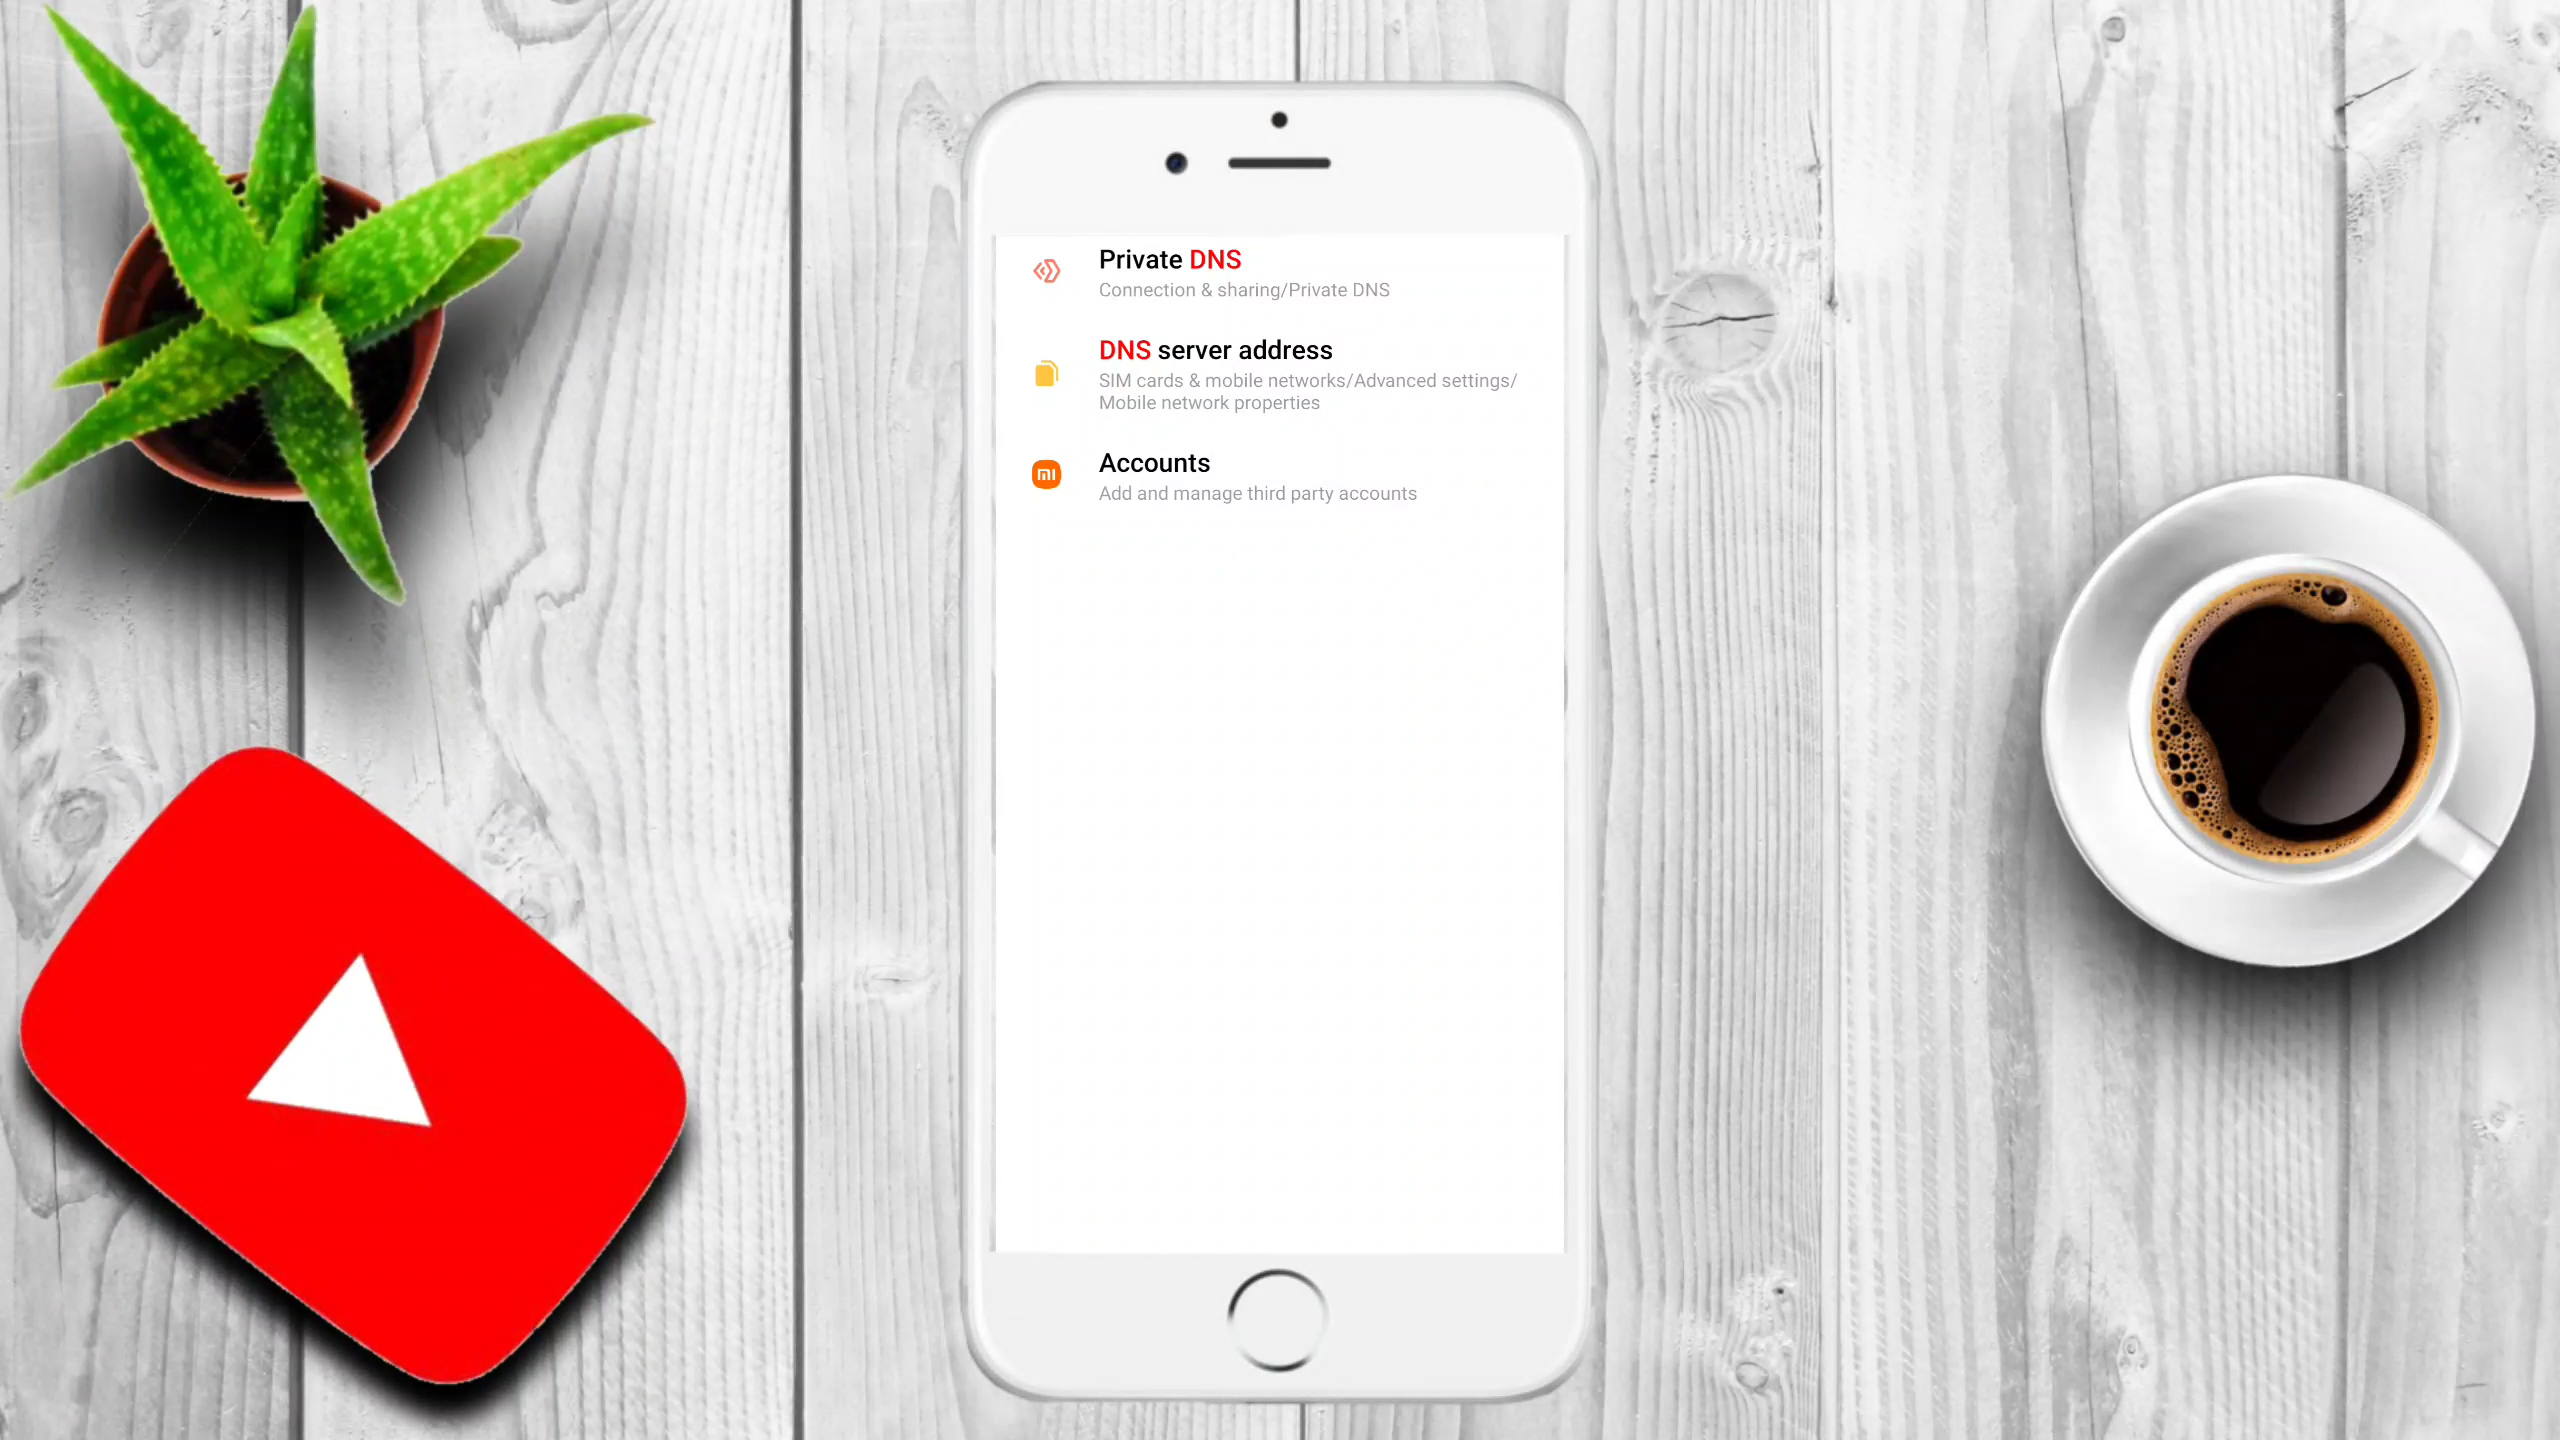 Private DNS
Connection & sharing/Private DNS
DNS server address
SIM cards & mobile networks/Advanced settings/
Mobile network properties
mi
Accounts
Add and manage third party accounts